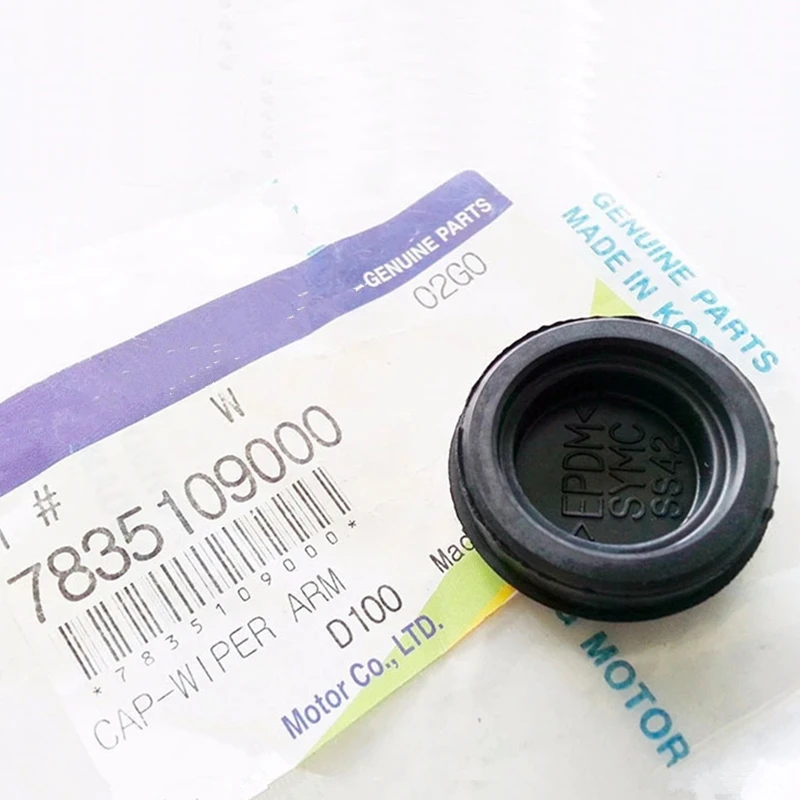 GENUINE PARTS
02G0
W
#
7835109000
*7835109000*
CAP-WIPER ARM
D100
Motor Co., LTD.
GENUINE PARTS
MADE IN
MOTOR
>EPDM<
SYMC
SS42